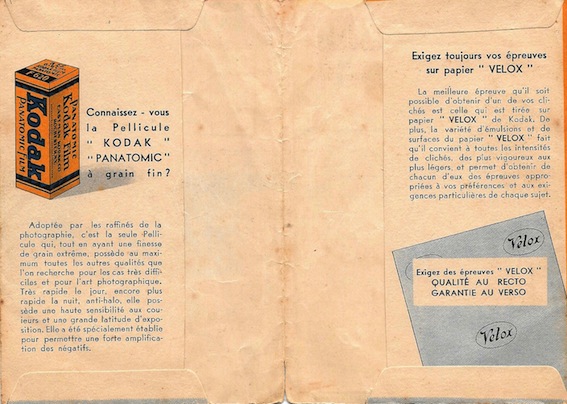 F 620
PANATOMIC
Kodak Film
Kodak
PANATOMIC FILM
Connaissez-vous
la Pellicule
" KODAK "
"PANATOMIC"
à grain fin?
Adoptée par les raffinés de la
photographie, c'est la seule Pelli-
cule qui, tout en ayant une finesse
de grain extrême, possède au maxi-
mum toutes les autres qualités que
l'on recherche pour les cas très diffi-
ciles et pour l'art photographique.
Très rapide le jour, encore plus
rapide la nuit, anti-halo, elle pos-
sède une haute sensibilité aux cou-
leurs et une grande latitude d'expo-
sition. Elle a été spécialement établie
pour permettre une forte amplifica-
tion des négatifs.
Exigez toujours vos épreuves
sur papier " VELOX "
La meilleure épreuve qu'il soit
possible d'obtenir d'un de vos cli-
chés est celle qui est tirée sur
papier " VELOX " de Kodak. De
plus, la variété d'émulsions et de
surfaces du papier " VELOX " fait
qu'il convient à toutes les intensités
de clichés, des plus vigoureux aux
plus légers, et permet d'obtenir de
chacun d'eux des épreuves appro-
priées à vos préférences et aux exi-
gences particulières de chaque sujet.
Velox
Exigez des épreuves " VELOX "
QUALITÉ AU RECTO
GARANTIE AU VERSO
Velox